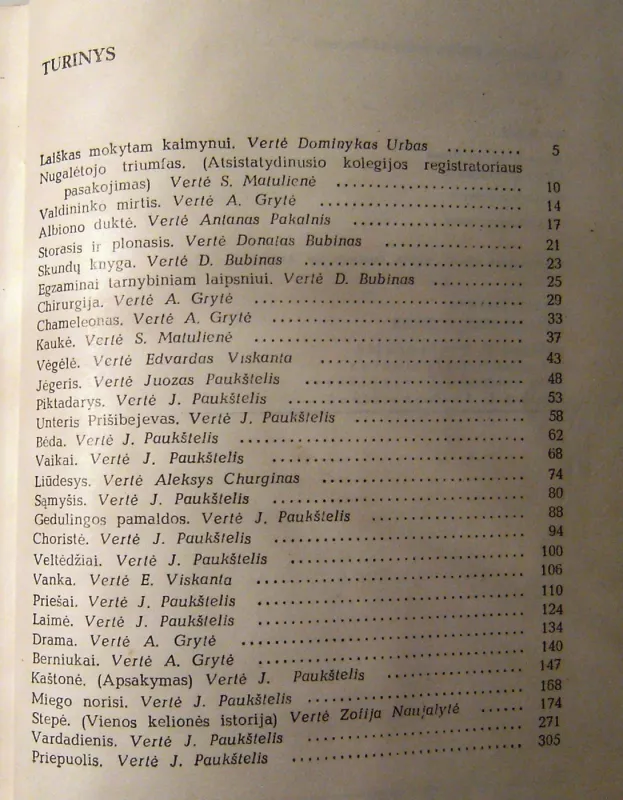 TURINYS
Laiškas mokytam kaimynui. Vertė Dominykas Urbas .......... 5
Nugalėtojo triumfas. (Atsistatydinusio kolegijos registratoriaus
pasakojimas) Vertė S. Matulienė .......... 10
Valdininko mirtis. Vertė A. Grytė .......... 14
Albiono duktė. Vertė Antanas Pakalnis .......... 17
Storasis ir plonasis. Vertė Donatas Bubinas .......... 21
Skundų knyga. Vertė D. Bubinas .......... 23
Egzaminai tarnybiniam laipsniui. Vertė D. Bubinas .......... 25
Chirurgija. Vertė A. Grytė .......... 29
Chameleonas. Vertė A. Grytė .......... 33
Kaukė. Vertė S. Matulienė .......... 37
Vėgėlė. Vertė Edvardas Viskanta .......... 43
Jėgeris. Vertė Juozas Paukštelis .......... 48
Piktadarys. Vertė J. Paukštelis .......... 53
Unteris Prišibejevas. Vertė J. Paukštelis .......... 58
Bėda. Vertė J. Paukštelis .......... 62
Vaikai. Vertė J. Paukštelis .......... 68
Liūdesys. Vertė Aleksys Churginas .......... 74
Sąmyšis. Vertė J. Paukštelis .......... 80
Gedulingos pamaldos. Vertė J. Paukštelis .......... 88
Choristė. Vertė J. Paukštelis .......... 94
Veltėdžiai. Vertė J. Paukštelis .......... 100
Vanka. Vertė E. Viskanta .......... 106
Priešai. Vertė J. Paukštelis .......... 110
Laimė. Vertė J. Paukštelis .......... 124
Drama. Vertė A. Grytė .......... 134
Berniukai. Vertė A. Grytė .......... 140
Kaštonė. (Apsakymas) Vertė J. Paukštelis .......... 147
Miego norisi. Vertė J. Paukštelis .......... 168
Stepė. (Vienos kelionės istorija) Vertė Zofija Naujalytė ...... 174
Vardadienis. Vertė J. Paukštelis .......... 271
Priepuolis. Vertė J. Paukštelis .......... 305